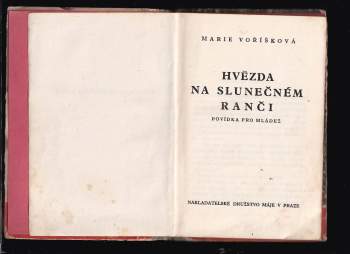 MARIE VOŘÍŠKOVÁ
HVĚZDA
NA SLUNEČNÉM
RANČI
POVÍDKA PRO MLÁDEŽ
NAKLADATELSKÉ DRUŽSTVO MÁJE V PRAZE